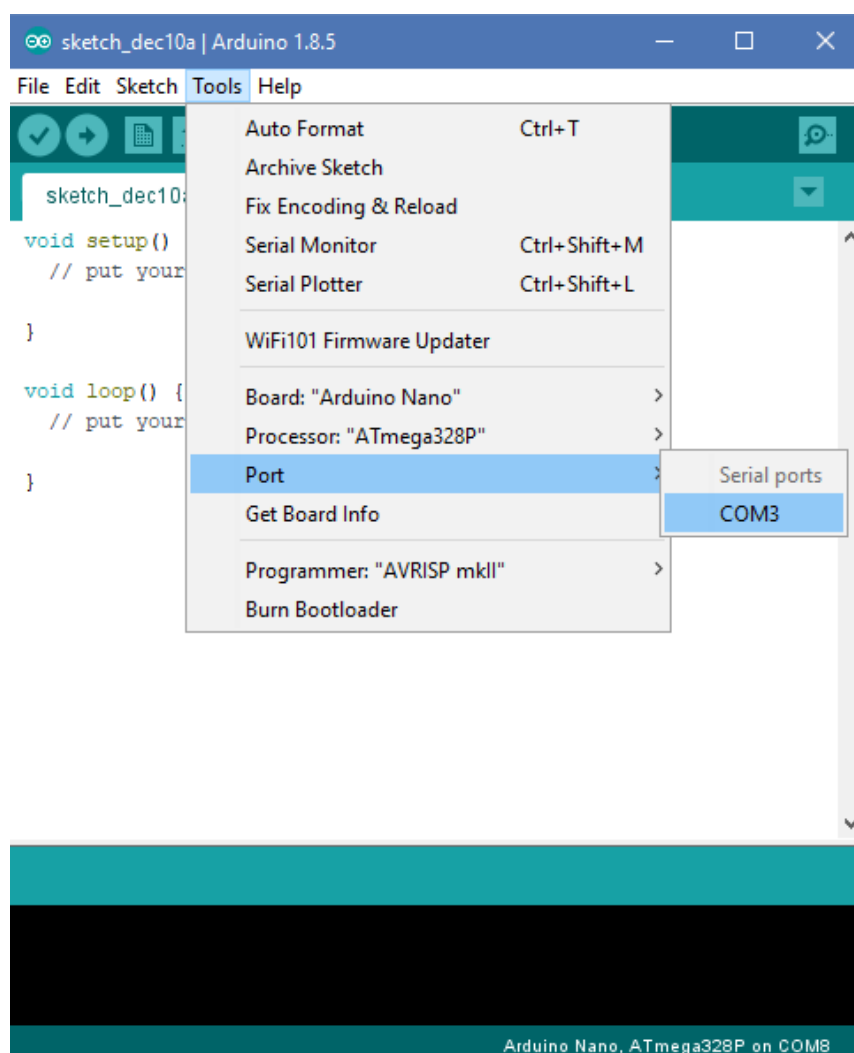 sketch_dec10a | Arduino 1.8.5
File Edit Sketch Tools Help
Auto Format Ctrl+T
Archive Sketch
sketch_dec10a
Fix Encoding & Reload
void setup()
Serial Monitor Ctrl+Shift+M
// put your
Serial Plotter Ctrl+Shift+L
}
WiFi101 Firmware Updater
void loop() {
Board: "Arduino Nano"
// put your
Processor: "ATmega328P"
Port
Serial ports
}
Get Board Info
COM3
Programmer: "AVRISP mkII"
Burn Bootloader
Arduino Nano, ATmega328P on COM8